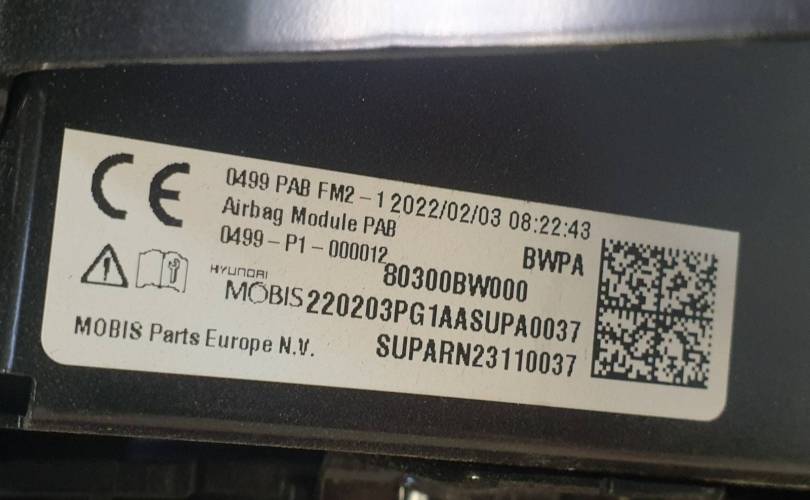 CE
0499 PAB FM2-1 2022/02/03 08:22:43
Airbag Module PAB
BWPA
0499-P1-000012
80300BW000
HYUNDAI
MOBIS 220203PG1AASUPA0037
MOBIS Parts Europe N.V.
SUPARN23110037